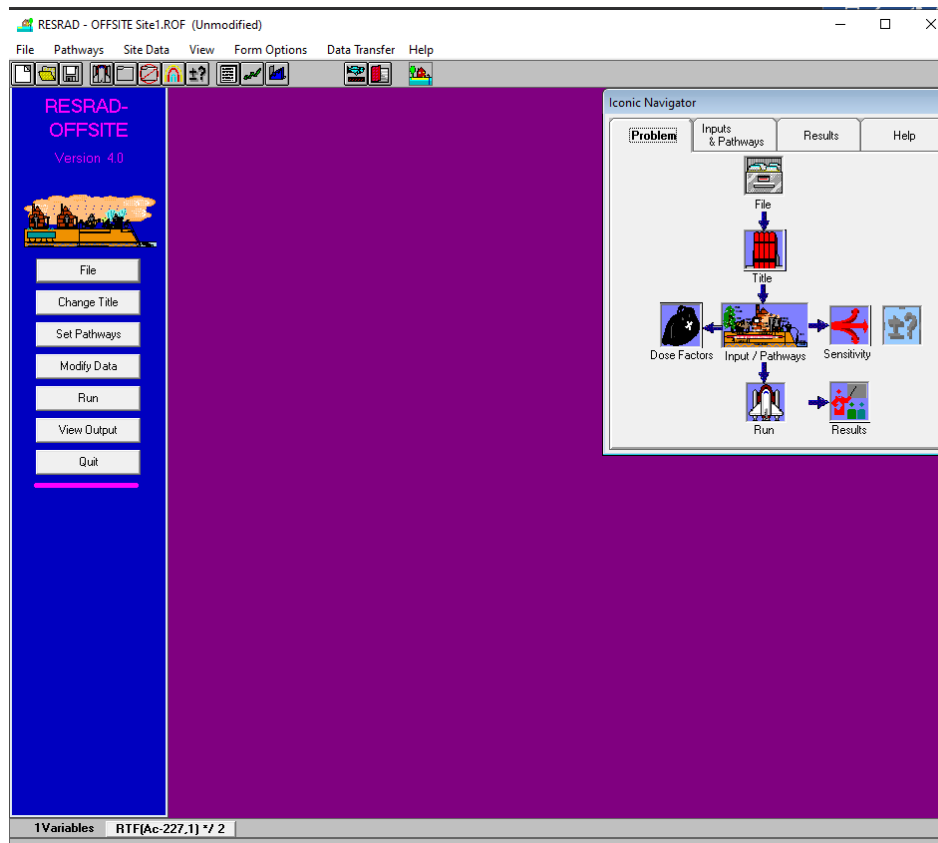 RESRAD - OFFSITE Site1.ROF (Unmodified)
File Pathways Site Data View Form Options Data Transfer Help
±?
RESRAD-
OFFSITE
Version 4.0
File
Change Title
Set Pathways
Modify Data
Run
View Output
Quit
Iconic Navigator
Problem
Inputs
& Pathways
Results
Help
File
Title
±?
Dose Factors
Input / Pathways
Sensitivity
Run
Results
1Variables RTF(Ac-227,1) */ 2